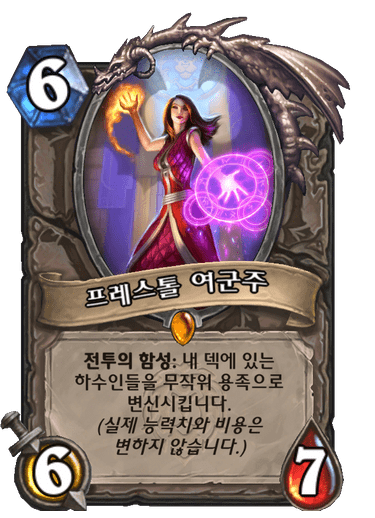 6
프레스톨 여군주
전투의 함성: 내 덱에 있는
하수인들을 무작위 용족으로
변신시킵니다.
(실제 능력치와 비용은
변하지 않습니다.)
6
7